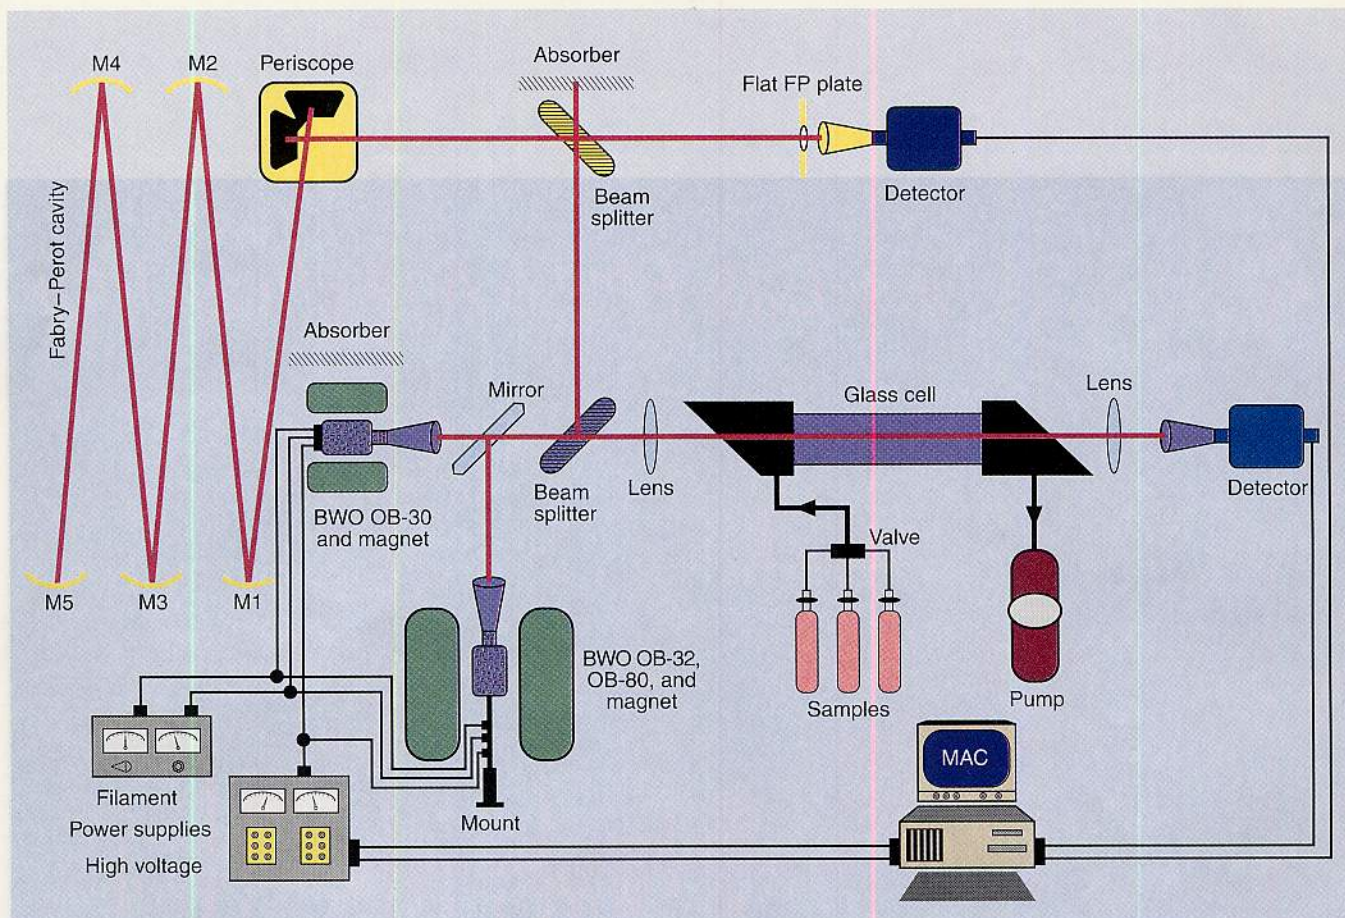 M4
M2
Periscope
Absorber
Flat FP plate
Detector
Beam
splitter
Fabry–Perot cavity
Absorber
Mirror
Glass cell
Lens
BWO OB-30
and magnet
Beam
splitter
Lens
Detector
Valve
M5
M3
M1
BWO OB-32,
OB-80, and
magnet
Samples
Pump
MAC
Filament
Power supplies
High voltage
Mount